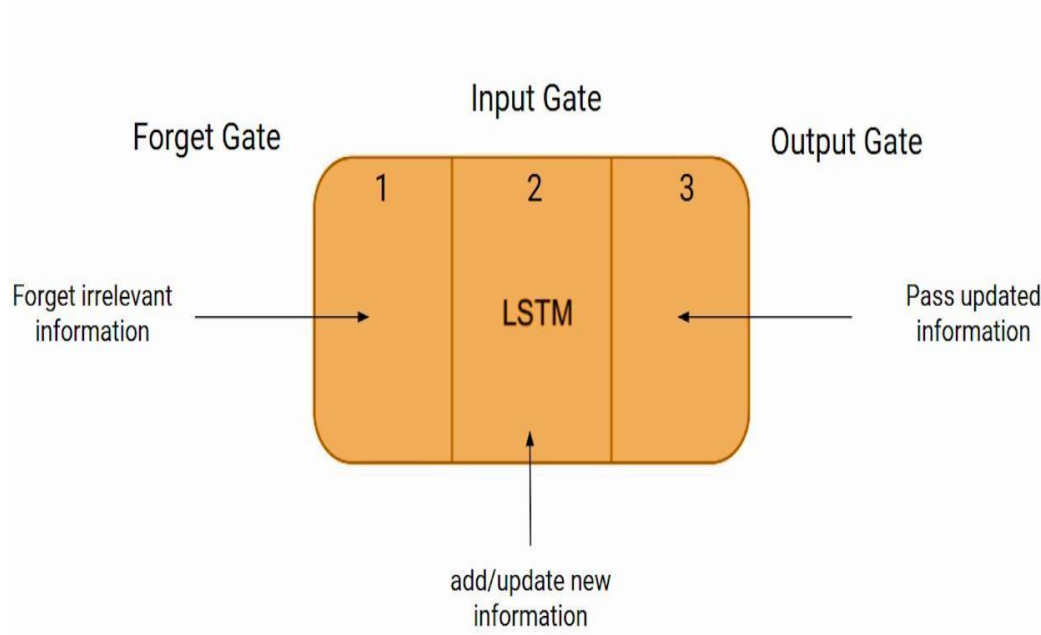 Input Gate
Forget Gate
Output Gate
1
2
3
Forget irrelevant
information
LSTM
Pass updated
information
add/update new
information